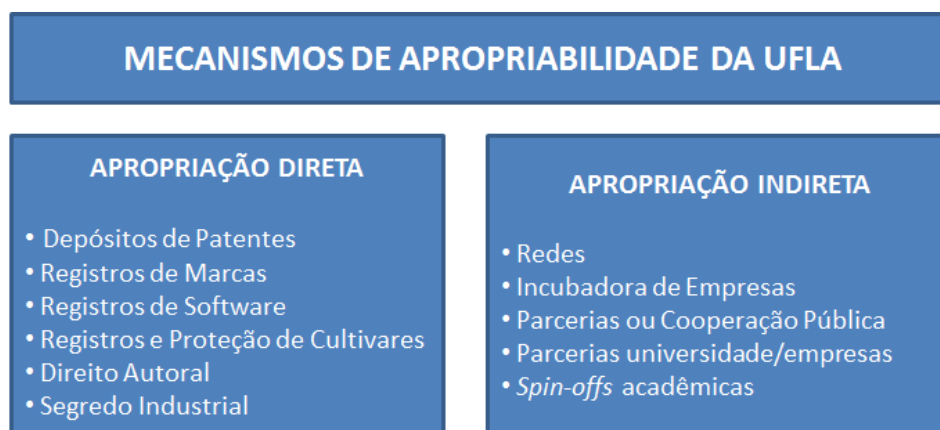 MECANISMOS DE APROPRIABILIDADE DA UFLA
APROPRIAÇÃO DIRETA
• Depósitos de Patentes
• Registros de Marcas
• Registros de Software
• Registros e Proteção de Cultivares
• Direito Autoral
• Segredo Industrial
APROPRIAÇÃO INDIRETA
• Redes
• Incubadora de Empresas
• Parcerias ou Cooperação Pública
• Parcerias universidade/empresas
• Spin-offs acadêmicas